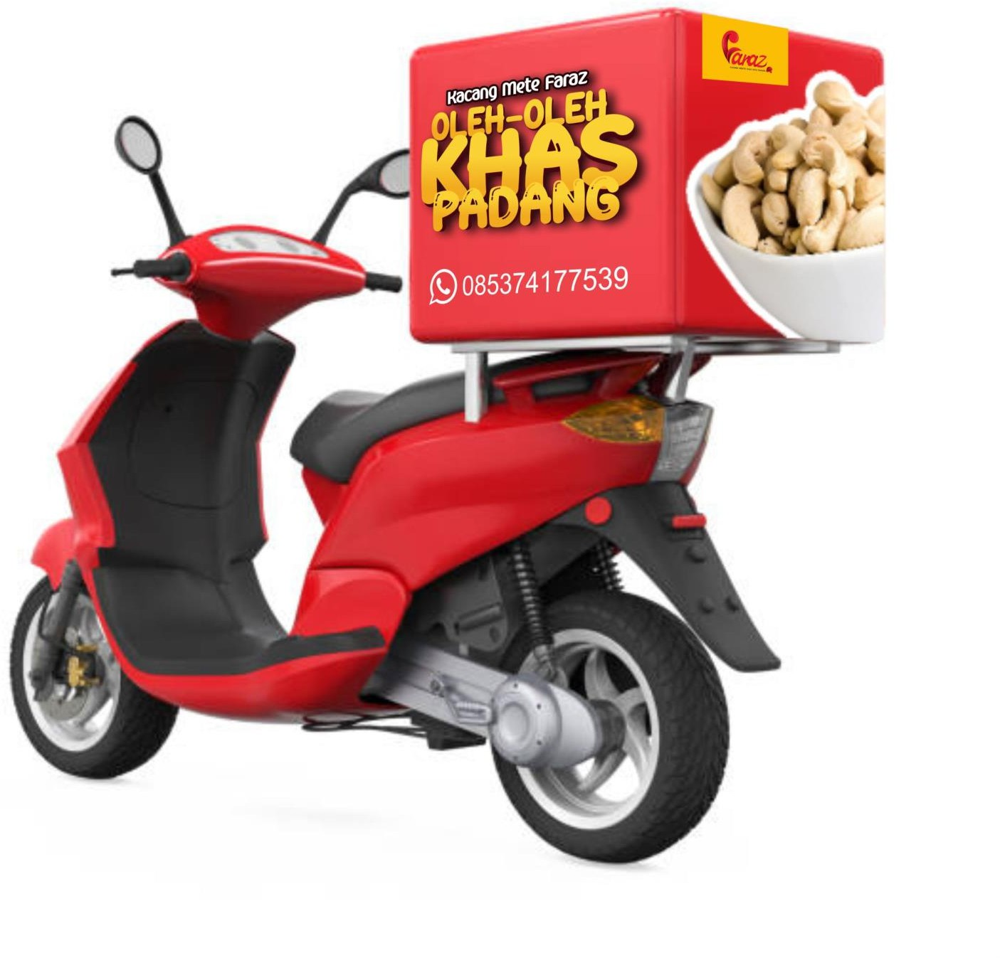 Kacang Mete Faraz
OLEH-OLEH
KHAS
PADANG
085374177539
Faraz